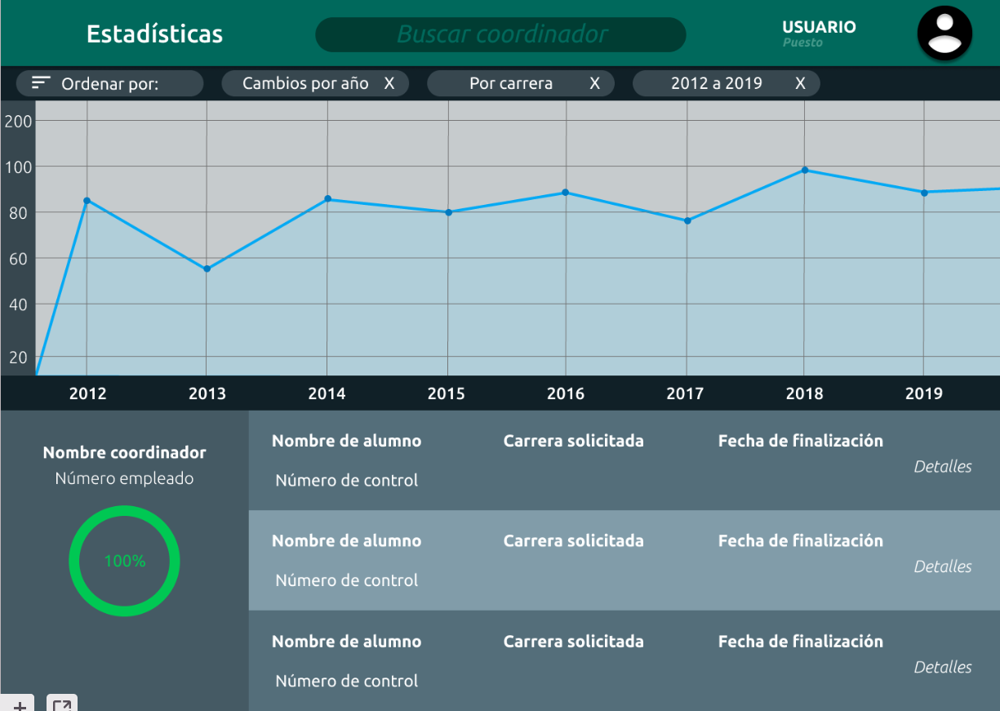 Estadísticas
Buscar coordinador
USUARIO
Puesto
Ordenar por:
Cambios por año X
Por carrera X
2012 a 2019 X
200
100
80
60
40
20
2012 2013 2014 2015 2016 2017 2018 2019
Nombre coordinador
Número empleado
100%
Nombre de alumno Carrera solicitada Fecha de finalización
Detalles
Número de control
Nombre de alumno Carrera solicitada Fecha de finalización
Detalles
Número de control
Nombre de alumno Carrera solicitada Fecha de finalización
Detalles
Número de control